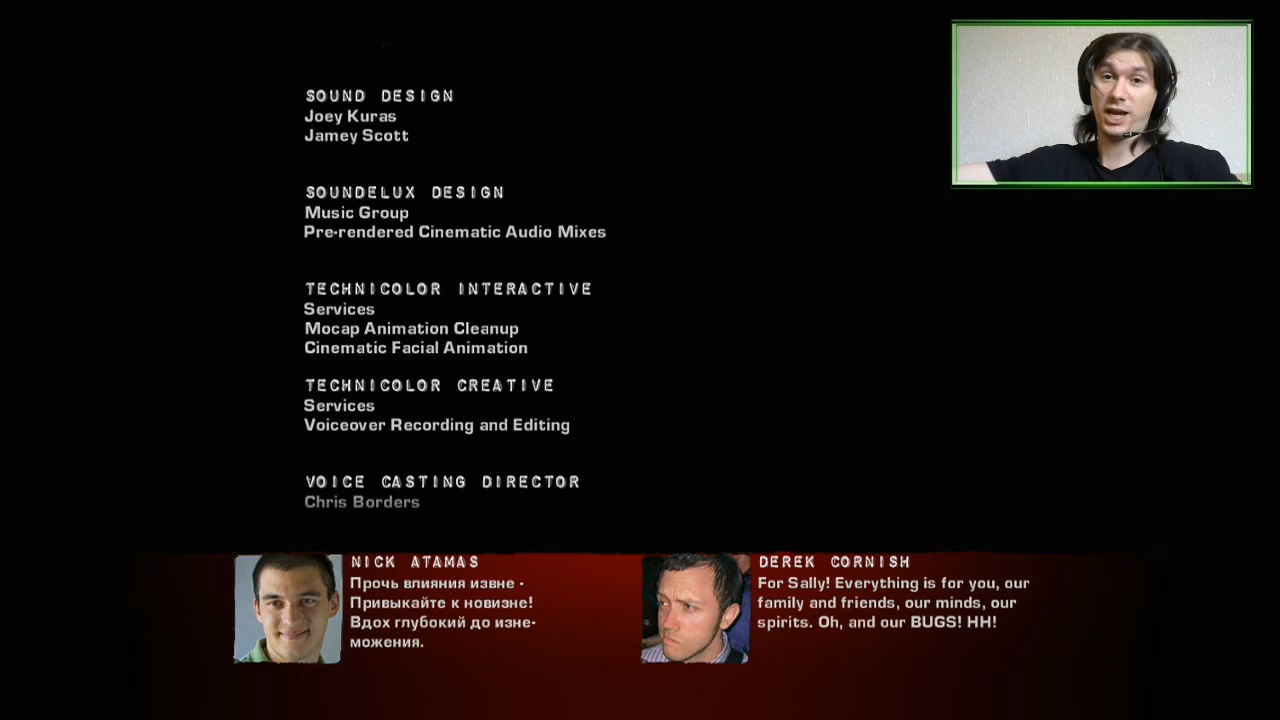 SOUND DESIGN
Joey Kuras
Jamey Scott
SOUNDELUX DESIGN
Music Group
Pre-rendered Cinematic Audio Mixes
TECHNICOLOR INTERACTIVE
Services
Mocap Animation Cleanup
Cinematic Facial Animation
TECHNICOLOR CREATIVE
Services
Voiceover Recording and Editing
VOICE CASTING DIRECTOR
Chris Borders
NICK ATAMAS
Прочь влияния извне -
Привыкайте к новизне!
Вдох глубокий до изне-
можения.
DEREK CORNISH
For Sally! Everything is for you, our
family and friends, our minds, our
spirits. Oh, and our BUGS! HH!